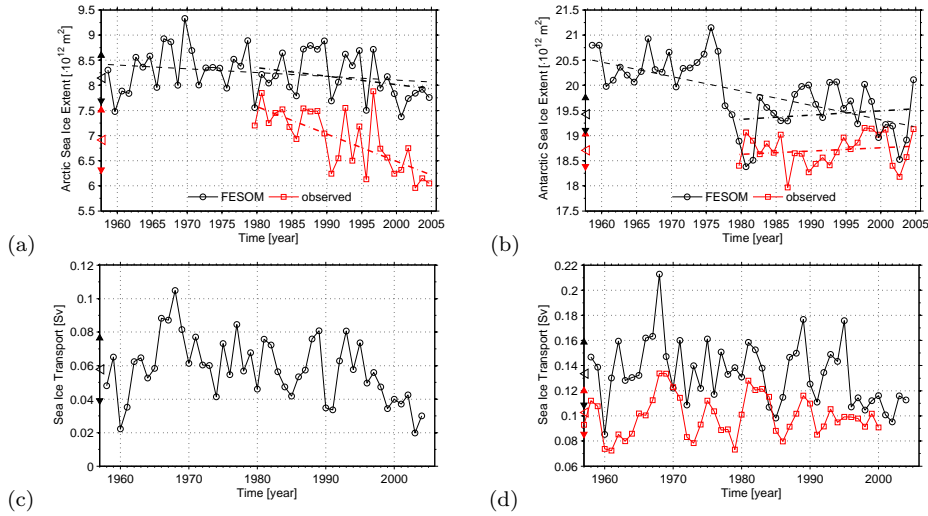 Arctic Sea Ice Extent [·10¹² m²]
9.5
9
8.5
8
7.5
7
6.5
6
5.5
1960 1965 1970 1975 1980 1985 1990 1995 2000 2005
Time [year]
FESOM observed
(a)
Antarctic Sea Ice Extent [·10¹² m²]
21.5
21
20.5
20
19.5
19
18.5
18
17.5
1960 1965 1970 1975 1980 1985 1990 1995 2000 2005
Time [year]
FESOM observed
(b)
Sea Ice Transport [Sv]
0.12
0.1
0.08
0.06
0.04
0.02
0
1960 1970 1980 1990 2000
Time [year]
(c)
Sea Ice Transport [Sv]
0.22
0.2
0.18
0.16
0.14
0.12
0.1
0.08
0.06
1960 1970 1980 1990 2000
Time [year]
FESOM observed
(d)